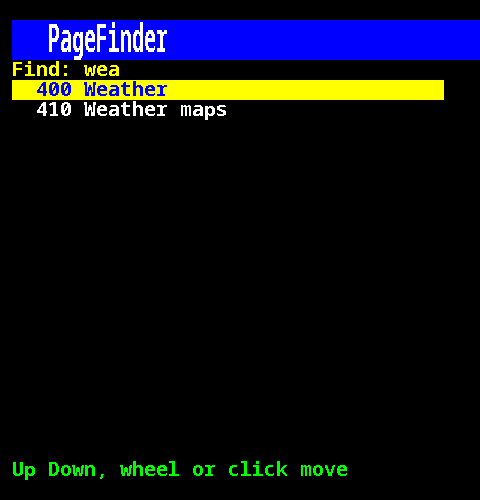 PageFinder
Find: wea
400 Weather
410 Weather maps
Up Down, wheel or click move